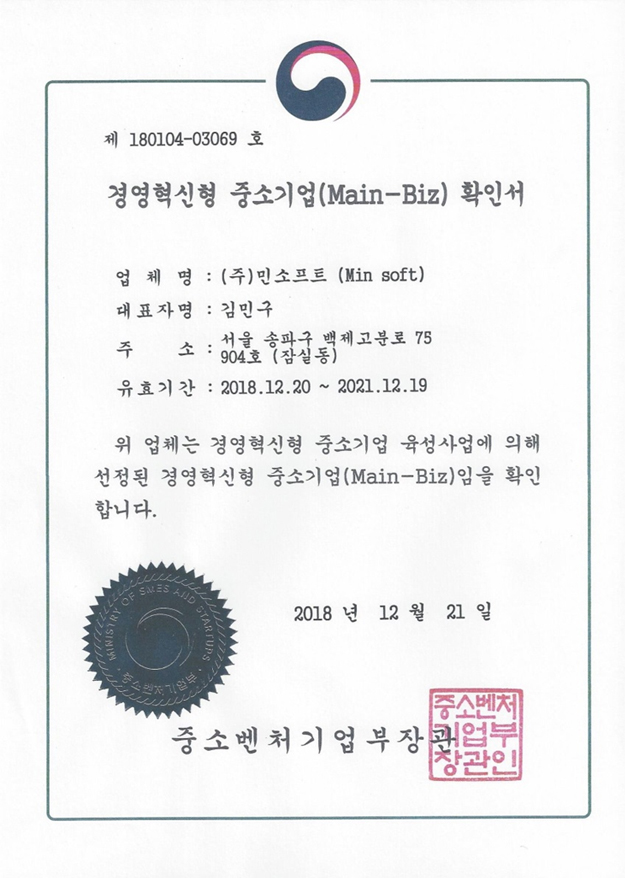 제 180104-03069 호
경영혁신형 중소기업(Main-Biz) 확인서
업 체 명 : (주)민소프트 (Min soft)
대표자명 : 김민구
주 소 : 서울 송파구 백제고분로 75
904호 (잠실동)
유효기간 : 2018.12.20 ~ 2021.12.19
위 업체는 경영혁신형 중소기업 육성사업에 의해
선정된 경영혁신형 중소기업(Main-Biz)임을 확인
합니다.
2018 년 12 월 21 일
MINISTRY OF SMES AND STARTUPS
중소벤처기업부
중소벤처기업부장관
중소벤처
기업부
장관인